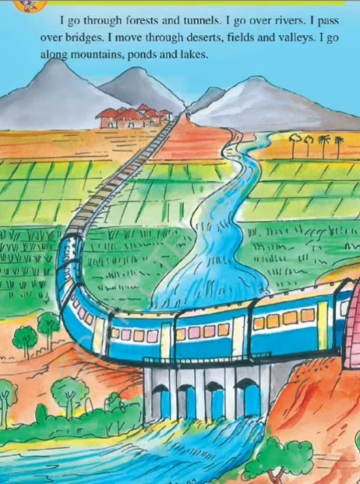 I go through forests and tunnels. I go over rivers. I pass
over bridges. I move through deserts, fields and valleys. I go
along mountains, ponds and lakes.